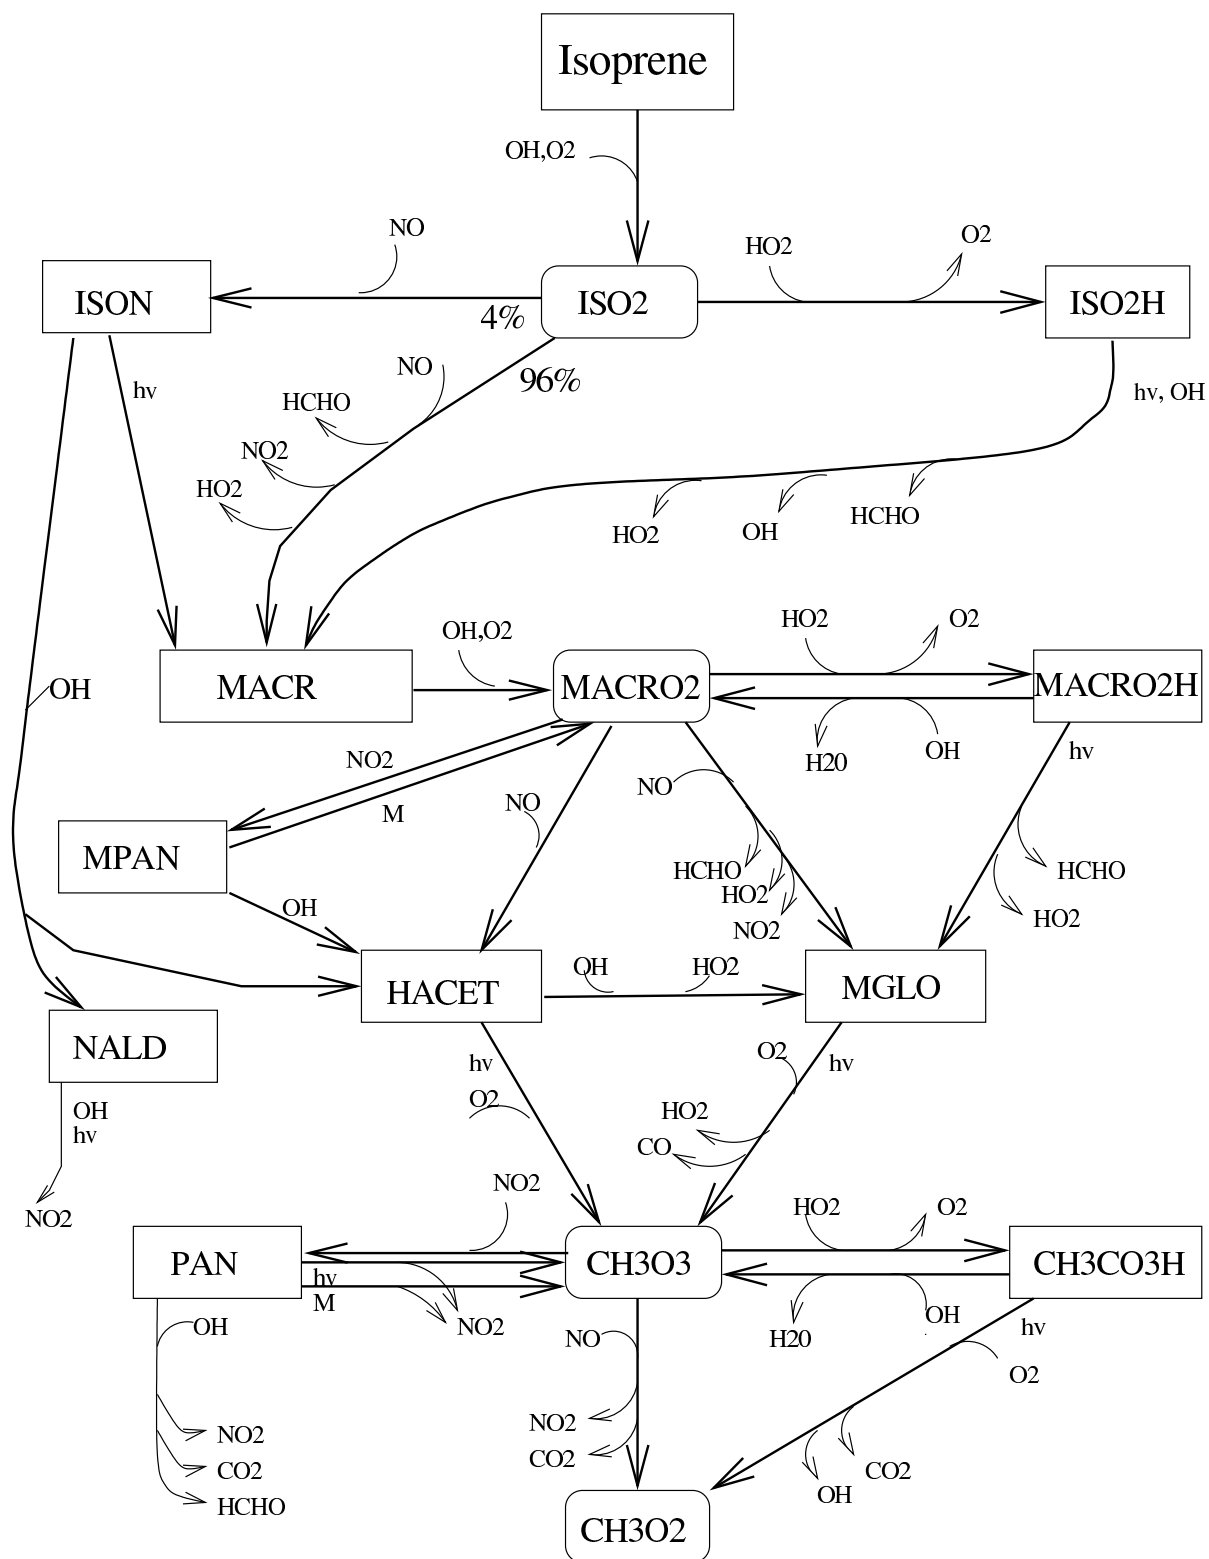 Isoprene
OH,O2
NO
HO2
O2
ISON
4%
ISO2
ISO2H
hv
NO
96%
hv, OH
HCHO
NO2
HO2
HO2
OH
HCHO
OH
MACR
OH,O2
MACRO2
HO2
O2
MACRO2H
NO2
M
NO
NO
H20
OH
hv
MPAN
OH
HCHO
HO2
NO2
HCHO
HO2
HACET
OH
HO2
MGLO
NALD
OH
hv
NO2
hv
O2
O2
hv
HO2
CO
NO2
HO2
O2
PAN
hv
M
NO2
CH3O3
CH3CO3H
OH
NO
H20
OH
hv
O2
NO2
CO2
HCHO
NO2
CO2
CO2
OH
CH3O2